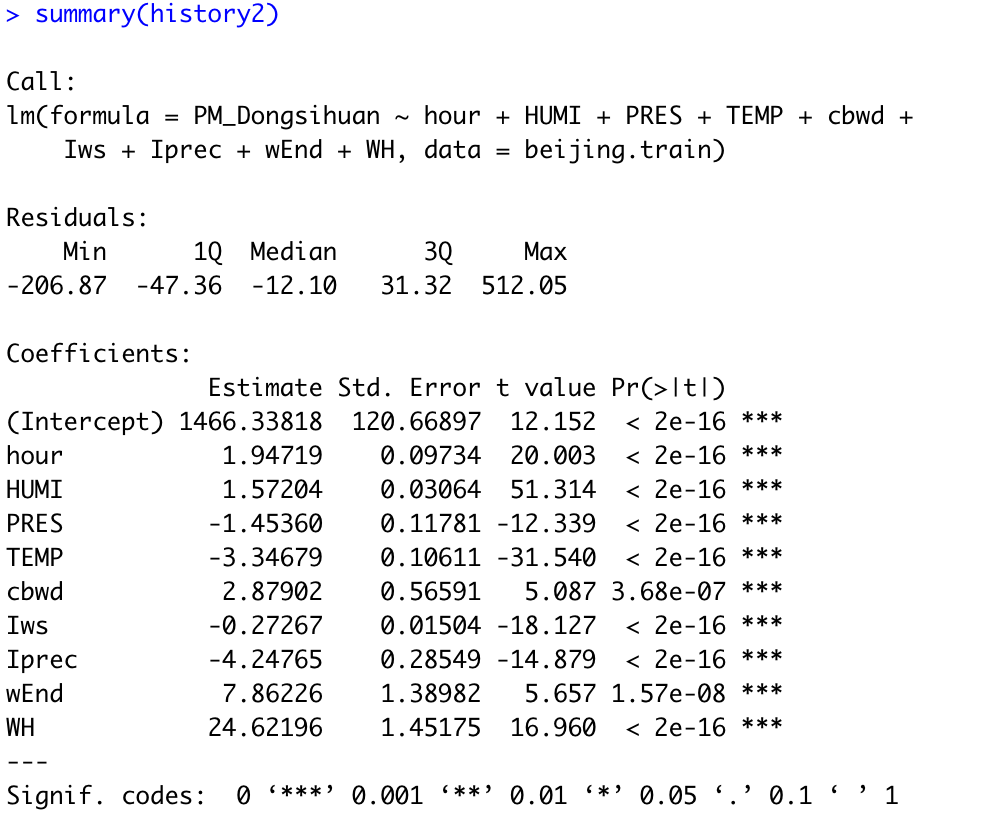 > summary(history2)
Call:
lm(formula = PM_Dongsihuan ~ hour + HUMI + PRES + TEMP + cbwd +
    Iws + Iprec + wEnd + WH, data = beijing.train)
Residuals:
    Min      1Q  Median      3Q     Max
-206.87  -47.36  -12.10   31.32  512.05
Coefficients:
              Estimate Std. Error t value Pr(>|t|)
(Intercept) 1466.33818  120.66897  12.152  < 2e-16 ***
hour           1.94719    0.09734  20.003  < 2e-16 ***
HUMI           1.57204    0.03064  51.314  < 2e-16 ***
PRES          -1.45360    0.11781 -12.339  < 2e-16 ***
TEMP          -3.34679    0.10611 -31.540  < 2e-16 ***
cbwd           2.87902    0.56591   5.087 3.68e-07 ***
Iws           -0.27267    0.01504 -18.127  < 2e-16 ***
Iprec         -4.24765    0.28549 -14.879  < 2e-16 ***
wEnd           7.86226    1.38982   5.657 1.57e-08 ***
WH            24.62196    1.45175  16.960  < 2e-16 ***
---
Signif. codes:  0 ‘***’ 0.001 ‘**’ 0.01 ‘*’ 0.05 ‘.’ 0.1 ‘ ’ 1